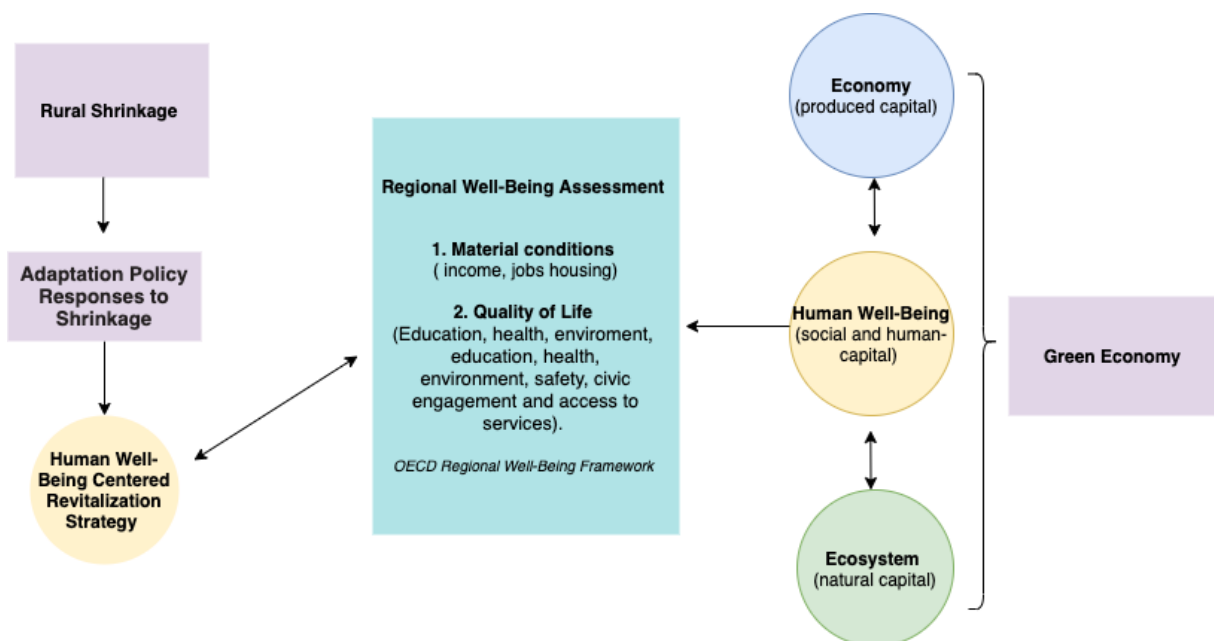 Rural Shrinkage
Adaptation Policy
Responses to
Shrinkage
Human Well-
Being Centered
Revitalization
Strategy
Regional Well-Being Assessment
1. Material conditions
( income, jobs housing)
2. Quality of Life
(Education, health, enviroment,
education, health,
environment, safety, civic
engagement and access to
services).
OECD Regional Well-Being Framework
Economy
(produced capital)
Human Well-Being
(social and human-
capital)
Ecosystem
(natural capital)
Green Economy